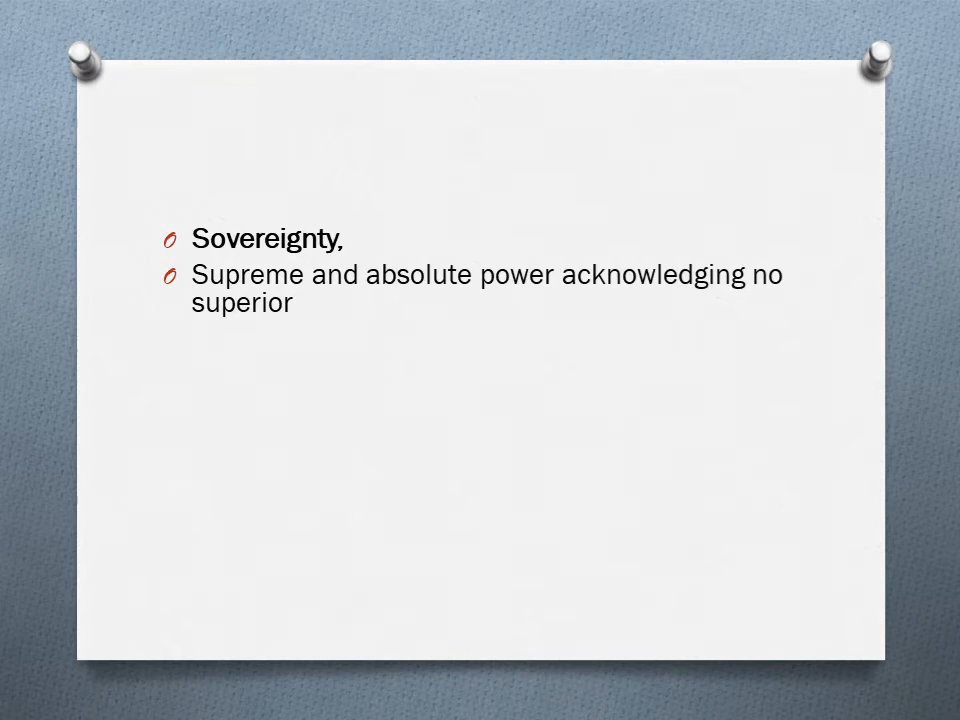 Sovereignty,
Supreme and absolute power acknowledging no
superior